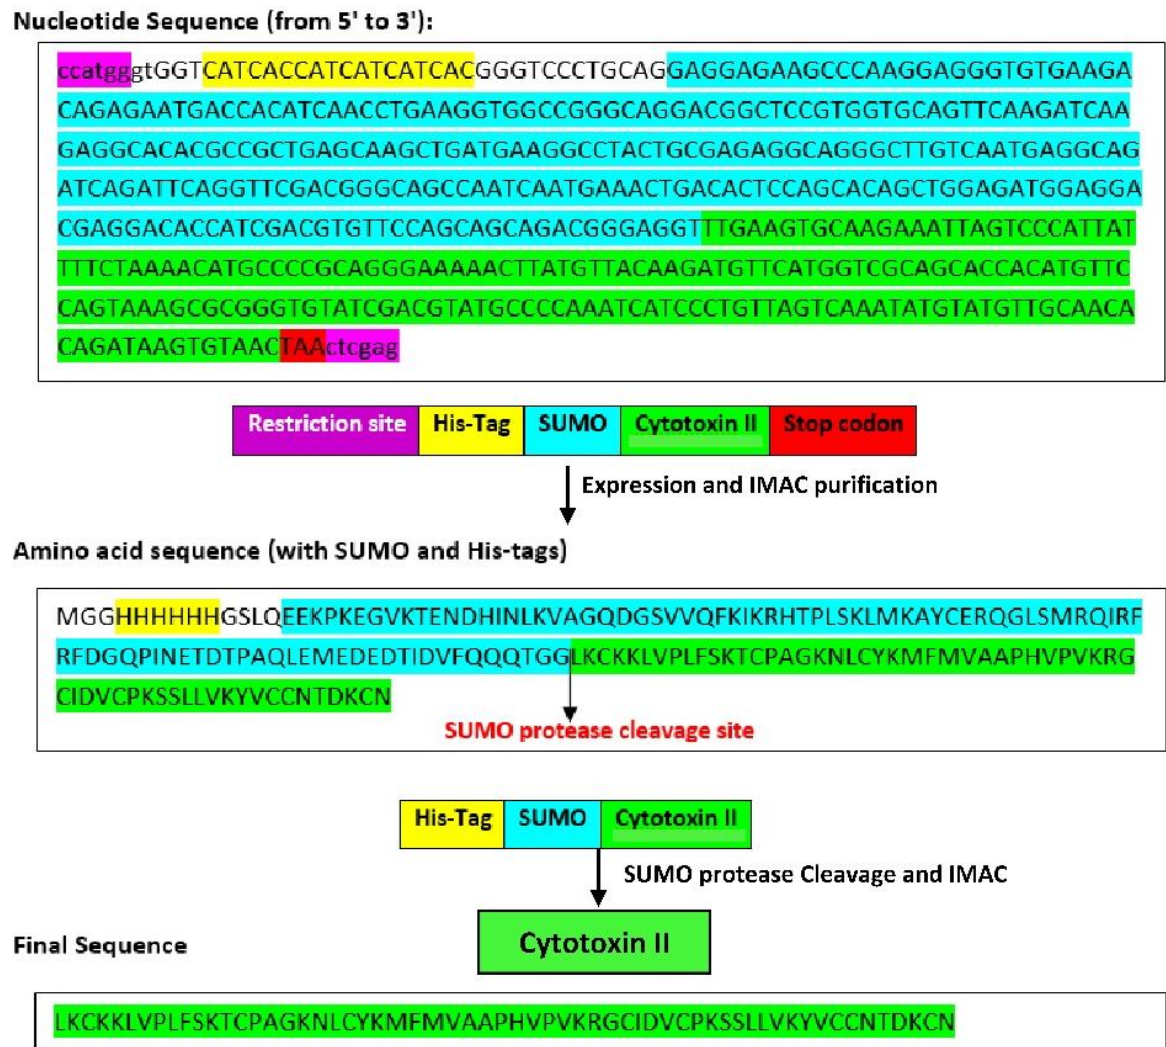 Nucleotide Sequence (from 5' to 3'):
ccatgggtGGTCATCACCATCATCATCACGGGTCCCTGCAGGAGGAGAAGCCCAAGGAGGGTGTGAAGA
CAGAGAATGACCACATCAACCTGAAGGTGGCCGGGCAGGACGGCTCCGTGGTGCAGTTCAAGATCAA
GAGGCACACGCCGCTGAGCAAGCTGATGAAGGCCTACTGCGAGAGGCAGGGCTTGTCAATGAGGCAG
ATCAGATTCAGGTTCGACGGGCAGCCAATCAATGAAACTGACACTCCAGCACAGCTGGAGATGGAGGA
CGAGGACACCATCGACGTGTTCCAGCAGCAGACGGGAGGTTTGAAGTGCAAGAAATTAGTCCCATTAT
TTTCTAAAACATGCCCCGCAGGGAAAAACTTATGTTACAAGATGTTCATGGTCGCAGCACCACATGTTC
CAGTAAAGCGCGGGTGTATCGACGTATGCCCCAAATCATCCCTGTTAGTCAAATATGTATGTTGCAACA
CAGATAAGTGTAACTAActcgag
Restriction site His-Tag SUMO Cytotoxin II Stop codon
Expression and IMAC purification
Amino acid sequence (with SUMO and His-tags)
MGGHHHHHHGSLQEEKPKEGVKTENDHINLKVAGQDGSVVQFKIKRHTPLSKLMKAYCERQGLSMRQIRF
RFDGQPINETDTPAQLEMEDEDTIDVFQQQTGGLKCKKLVPLFSKTCPAGKNLCYKMFMVAAPHVPVKRG
CIDVCPKSSLLVKYVCCNTDKCN
SUMO protease cleavage site
His-Tag SUMO Cytotoxin II
SUMO protease Cleavage and IMAC
Cytotoxin II
Final Sequence
LKCKKLVPLFSKTCPAGKNLCYKMFMVAAPHVPVKRGCIDVCPKSSLLVKYVCCNTDKCN